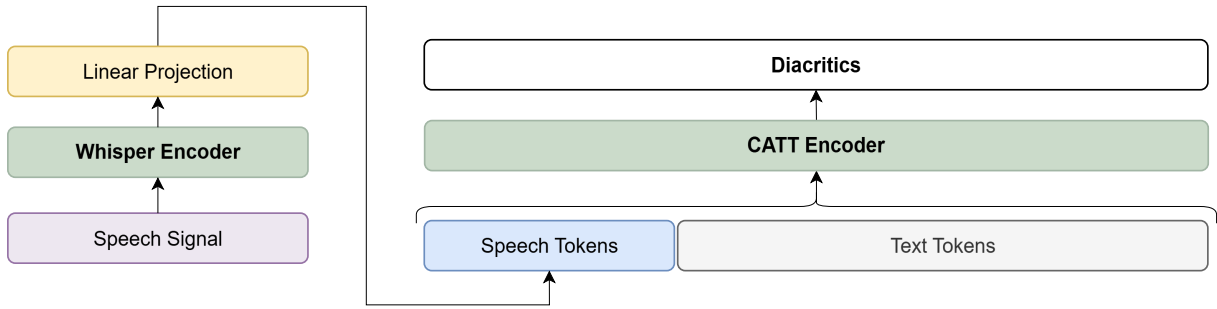 Linear Projection
Whisper Encoder
Speech Signal
Diacritics
CATT Encoder
Speech Tokens
Text Tokens